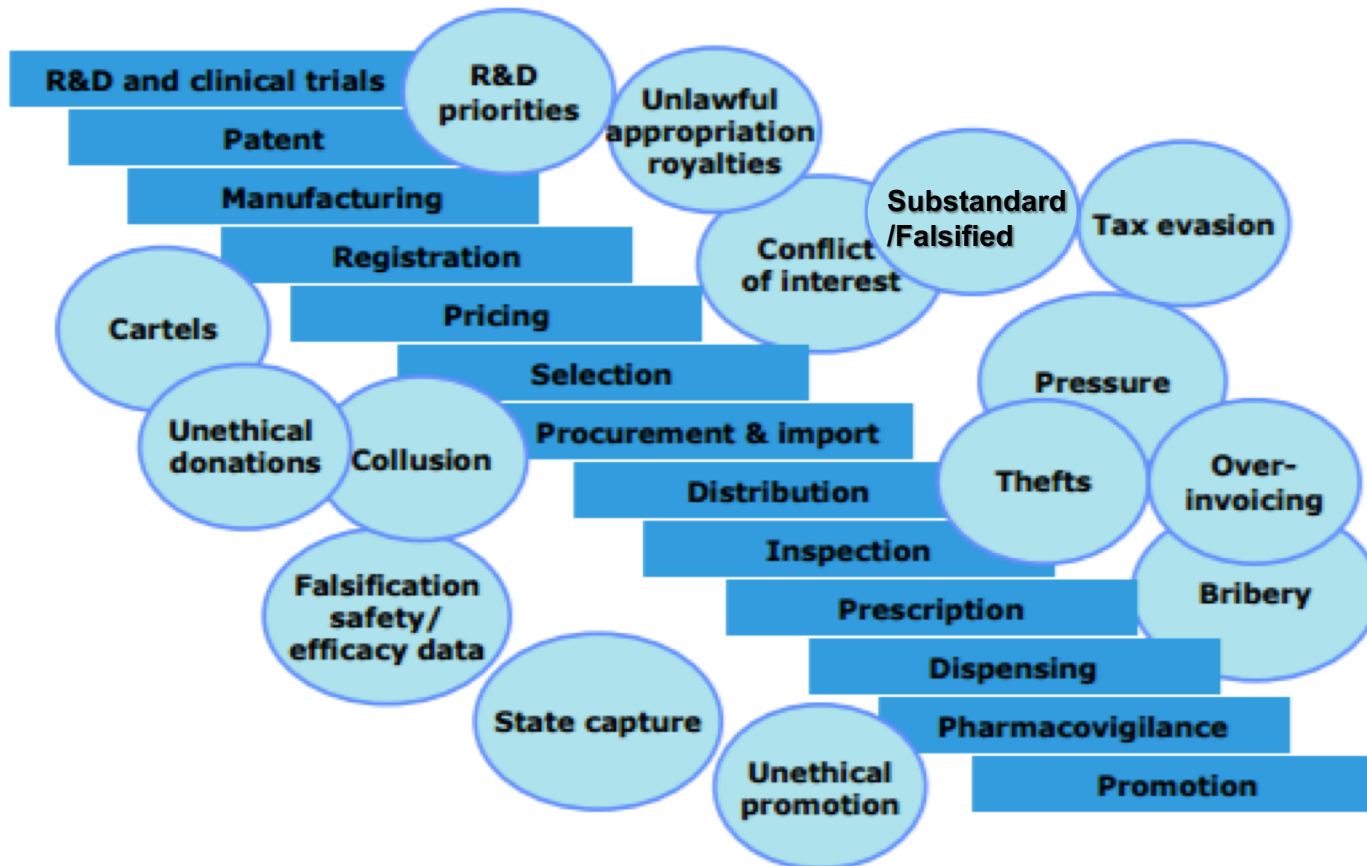 R&D and clinical trials
Patent
Manufacturing
Registration
Pricing
Selection
Procurement & import
Distribution
Inspection
Prescription
Dispensing
Pharmacovigilance
Promotion
R&D
priorities
Unlawful
appropriation
royalties
Conflict
of interest
Substandard
/Falsified
Tax evasion
Cartels
Unethical
donations
Collusion
Pressure
Thefts
Over-
invoicing
Bribery
Falsification
safety/
efficacy data
State capture
Unethical
promotion